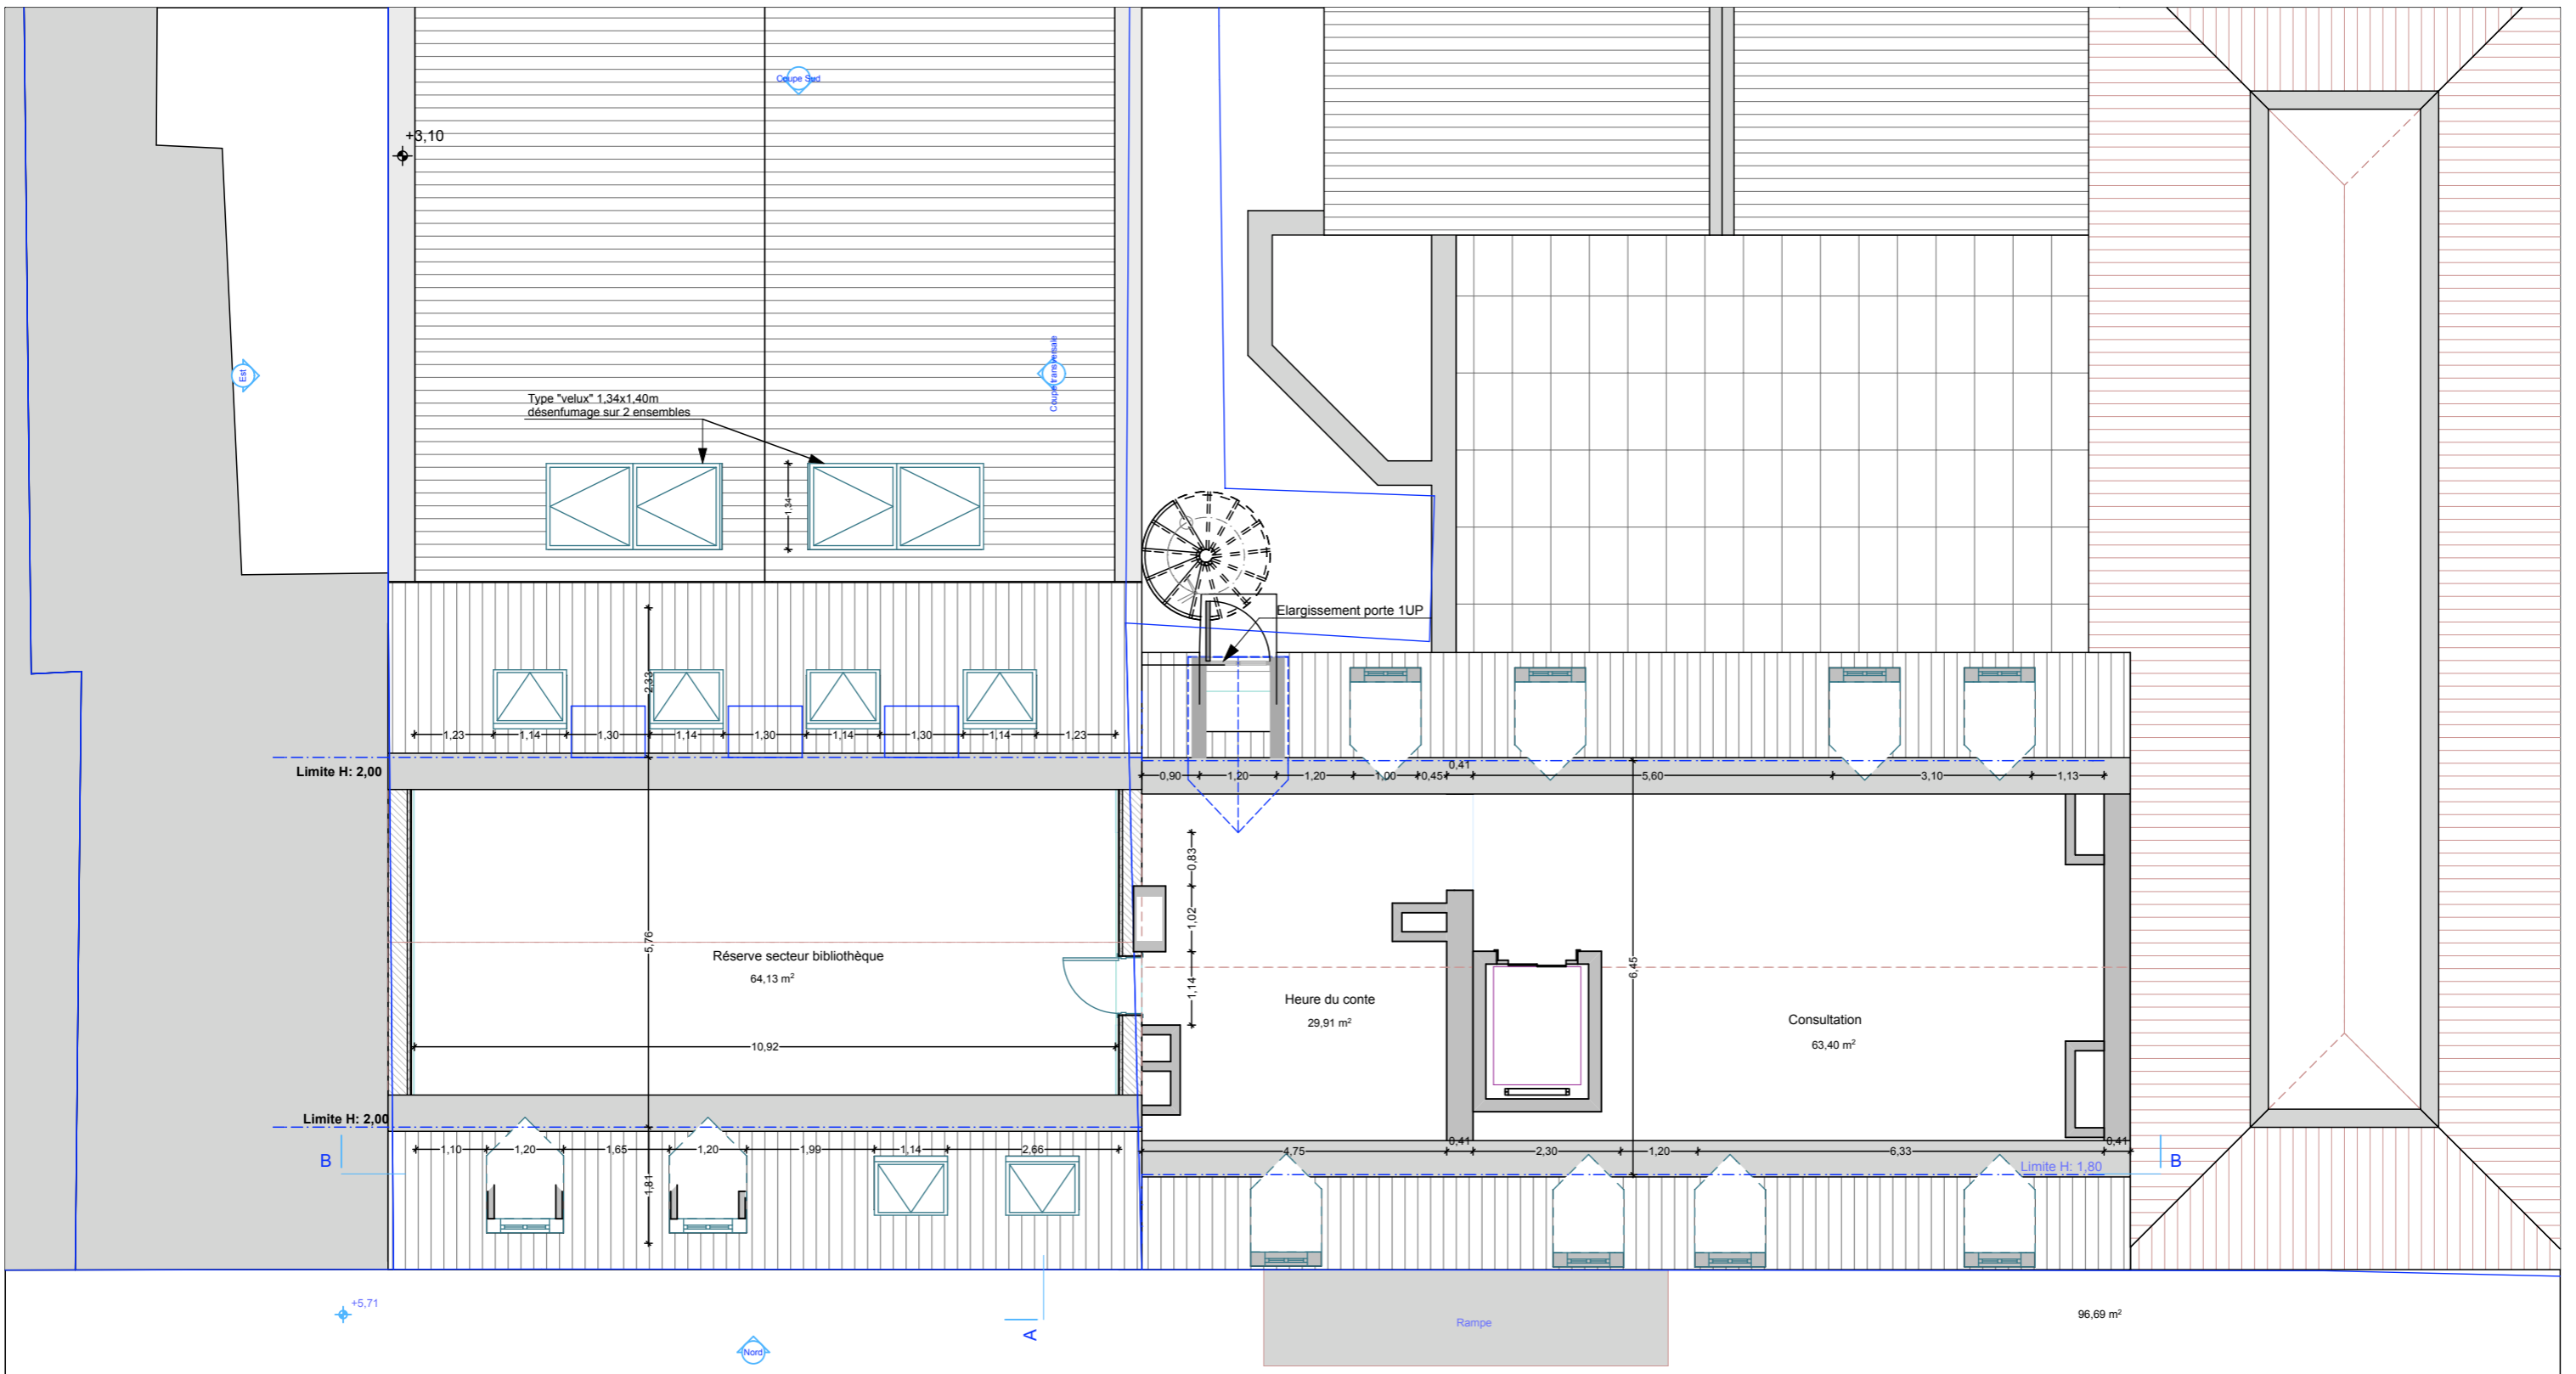 Coupe Sud
+3,10
Est
Coupe transversale
Type "velux" 1,34x1,40m
désenfumage sur 2 ensembles
1,34
Elargissement porte 1UP
2,33
1,23
1,14
1,30
1,14
1,30
1,14
1,30
1,14
1,23
Limite H: 2,00
0,90
1,20
1,20
1,00
0,45
0,41
5,60
3,10
1,13
0,83
1,02
1,14
5,76
6,45
Réserve secteur bibliothèque
64,13 m²
Heure du conte
29,91 m²
Consultation
63,40 m²
10,92
Limite H: 2,00
B
1,10
1,20
1,65
1,20
1,99
1,14
2,66
1,81
4,75
0,41
2,30
1,20
6,33
0,41
Limite H: 1,80
B
+5,71
A
Nord
Rampe
96,69 m²